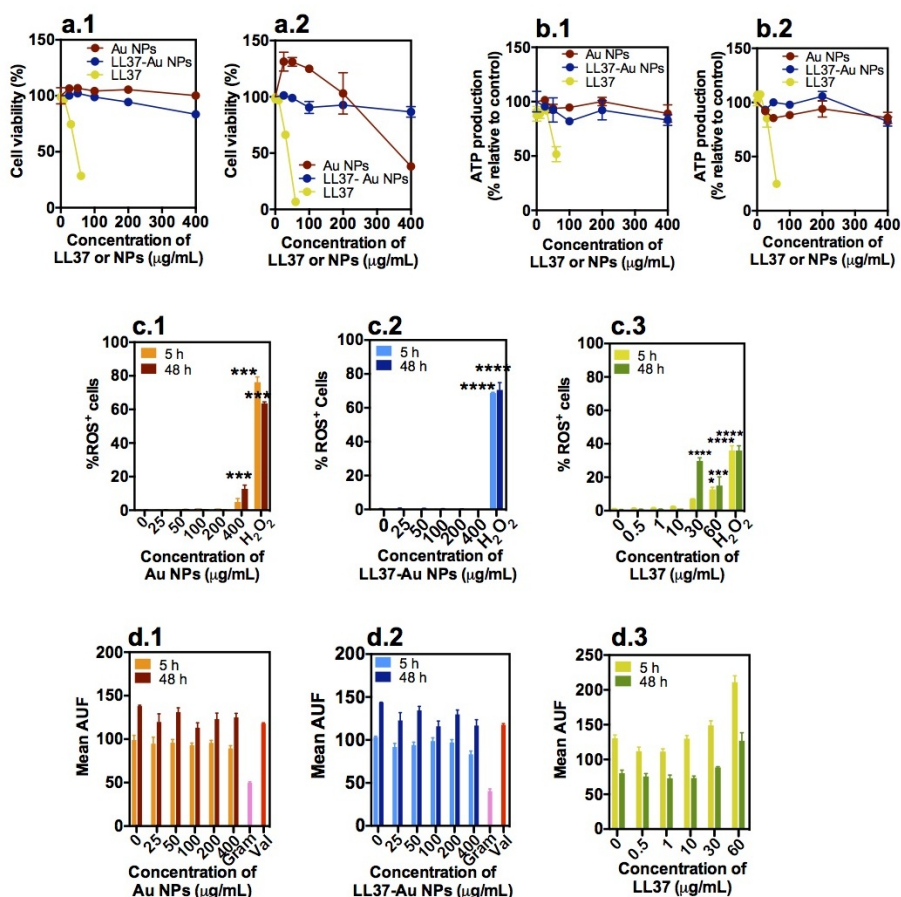 a.1
150
100
50
0
0 100 200 300 400
Cell viability (%)
Au NPs
LL37-Au NPs
LL37
Concentration of
LL37 or NPs (µg/mL)
a.2
150
100
50
0
0 100 200 300 400
Cell viability (%)
Au NPs
LL37- Au NPs
LL37
Concentration of
LL37 or NPs (µg/mL)
b.1
150
100
50
0
0 100 200 300 400
ATP production
(% relative to control)
Au NPs
LL37-Au NPs
LL37
Concentration of
LL37 or NPs (µg/mL)
b.2
150
100
50
0
0 100 200 300 400
ATP production
(% relative to control)
Au NPs
LL37-Au NPs
LL37
Concentration of
LL37 or NPs (µg/mL)
c.1
100
80
60
40
20
0
%ROS+ cells
5 h
48 h
***
***
***
0 25 50 100 200 400 H2O2
Concentration of
Au NPs (µg/mL)
c.2
100
80
60
40
20
0
% ROS+ cells
5 h
48 h
****
****
0 25 50 100 200 400 H2O2
Concentration of
LL37-Au NPs (µg/mL)
c.3
100
80
60
40
20
0
% ROS+ cells
5 h
48 h
****
****
****
***
*
0 0.5 1 10 30 60 H2O2
Concentration of
LL37 (µg/mL)
d.1
200
150
100
50
0
Mean AUF
5 h
48 h
0 25 50 100 200 400 Gram Val
Concentration of
Au NPs (µg/mL)
d.2
200
150
100
50
0
Mean AUF
5 h
48 h
0 25 50 100 200 400 Gram Val
Concentration of
LL37-Au NPs (µg/mL)
d.3
250
200
150
100
50
0
Mean AUF
5 h
48 h
0 0.5 1 10 30 60
Concentration of
LL37 (µg/mL)